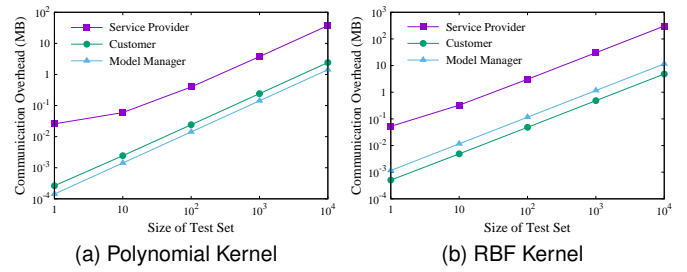 Communication Overhead (MB)
10^2
10
1
10^-1
10^-2
10^-3
10^-4
Service Provider
Customer
Model Manager
1
10
10^2
10^3
10^4
Size of Test Set
(a) Polynomial Kernel
Communication Overhead (MB)
10^3
10^2
10
1
10^-1
10^-2
10^-3
10^-4
Service Provider
Customer
Model Manager
1
10
10^2
10^3
10^4
Size of Test Set
(b) RBF Kernel